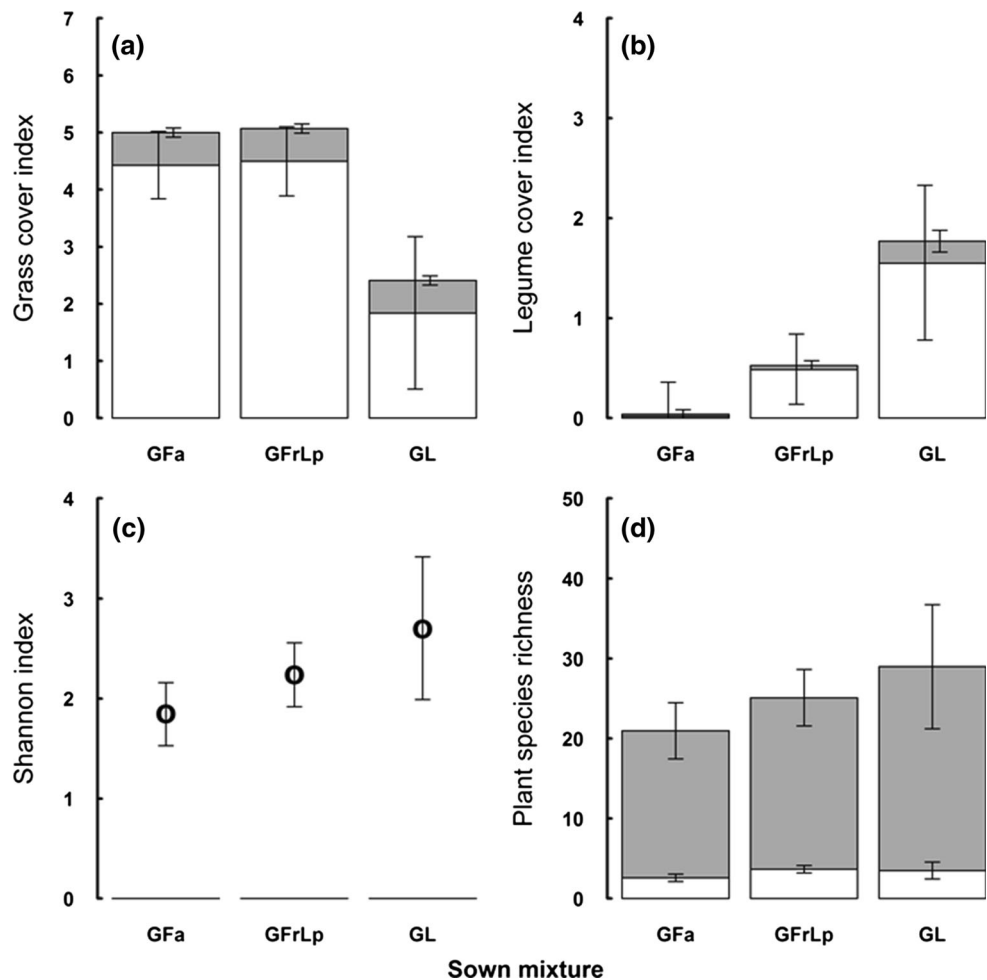 (a)
Grass cover index
7
6
5
4
3
2
1
0
GFa GFrLp GL
(b)
Legume cover index
4
3
2
1
0
GFa GFrLp GL
(c)
Shannon index
4
3
2
1
0
GFa GFrLp GL
(d)
Plant species richness
50
40
30
20
10
0
GFa GFrLp GL
Sown mixture